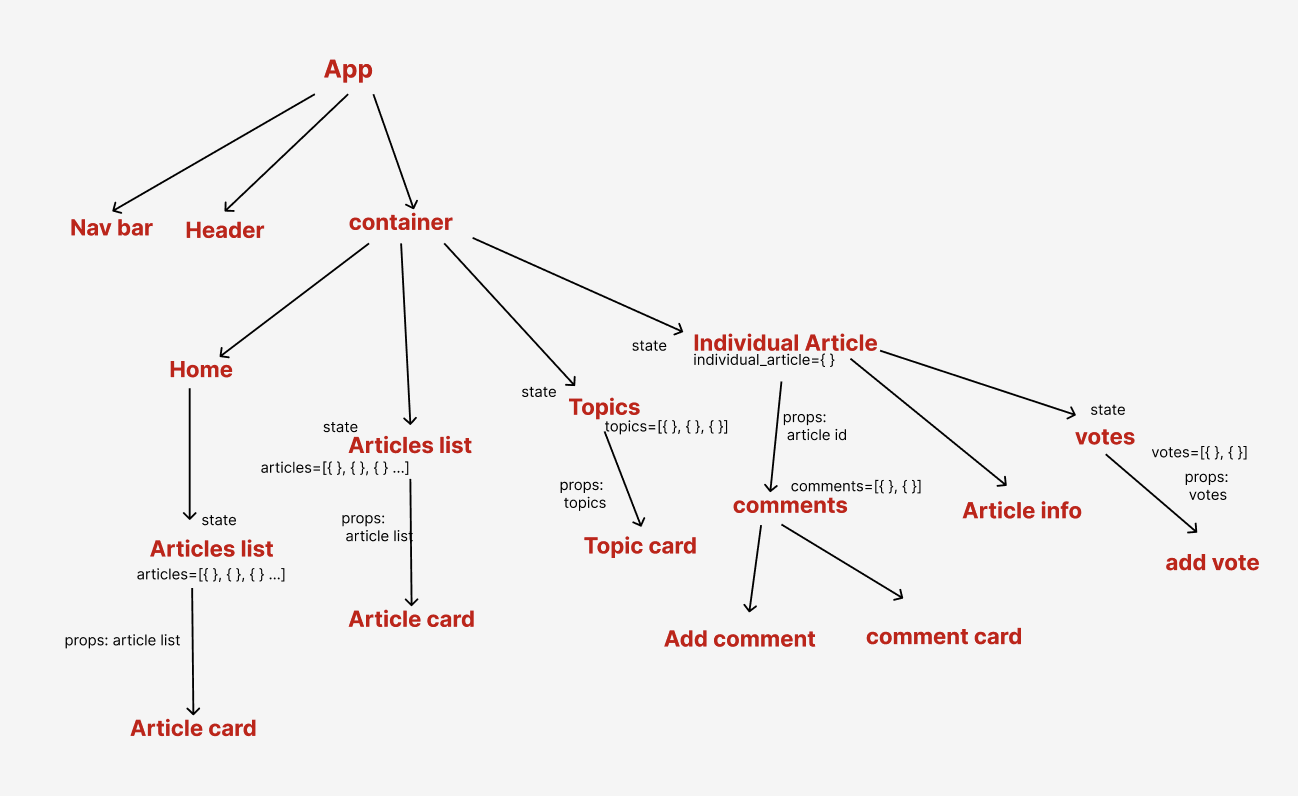 App
Nav bar
Header
container
Home
state
Individual Article
individual_article={ }
state
Topics
topics=[{ }, { }, { }]
state
Articles list
articles=[{ }, { }, { } ...]
props:
article id
state
votes
votes=[{ }, { }]
props:
votes
props:
topics
comments=[{ }, { }]
comments
Article info
state
Articles list
articles=[{ }, { }, { } ...]
props:
article list
Topic card
add vote
Article card
props: article list
Add comment
comment card
Article card